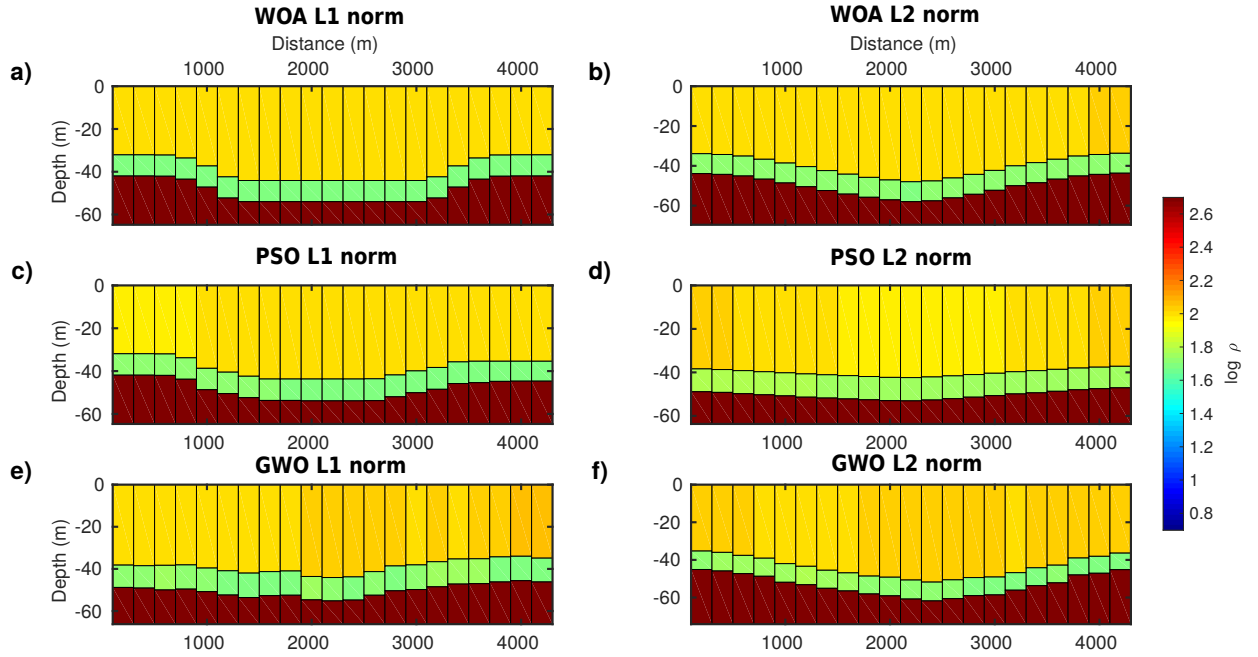 WOA L1 norm
Distance (m)
1000 2000 3000 4000
a)
0
-20
-40
-60
Depth (m)
WOA L2 norm
Distance (m)
1000 2000 3000 4000
b)
0
-20
-40
-60
PSO L1 norm
c)
0
-20
-40
-60
Depth (m)
1000 2000 3000 4000
PSO L2 norm
d)
0
-20
-40
-60
1000 2000 3000 4000
GWO L1 norm
e)
0
-20
-40
-60
Depth (m)
1000 2000 3000 4000
GWO L2 norm
f)
0
-20
-40
-60
1000 2000 3000 4000
2.6
2.4
2.2
2
1.8
1.6
1.4
1.2
1
0.8
log ρ